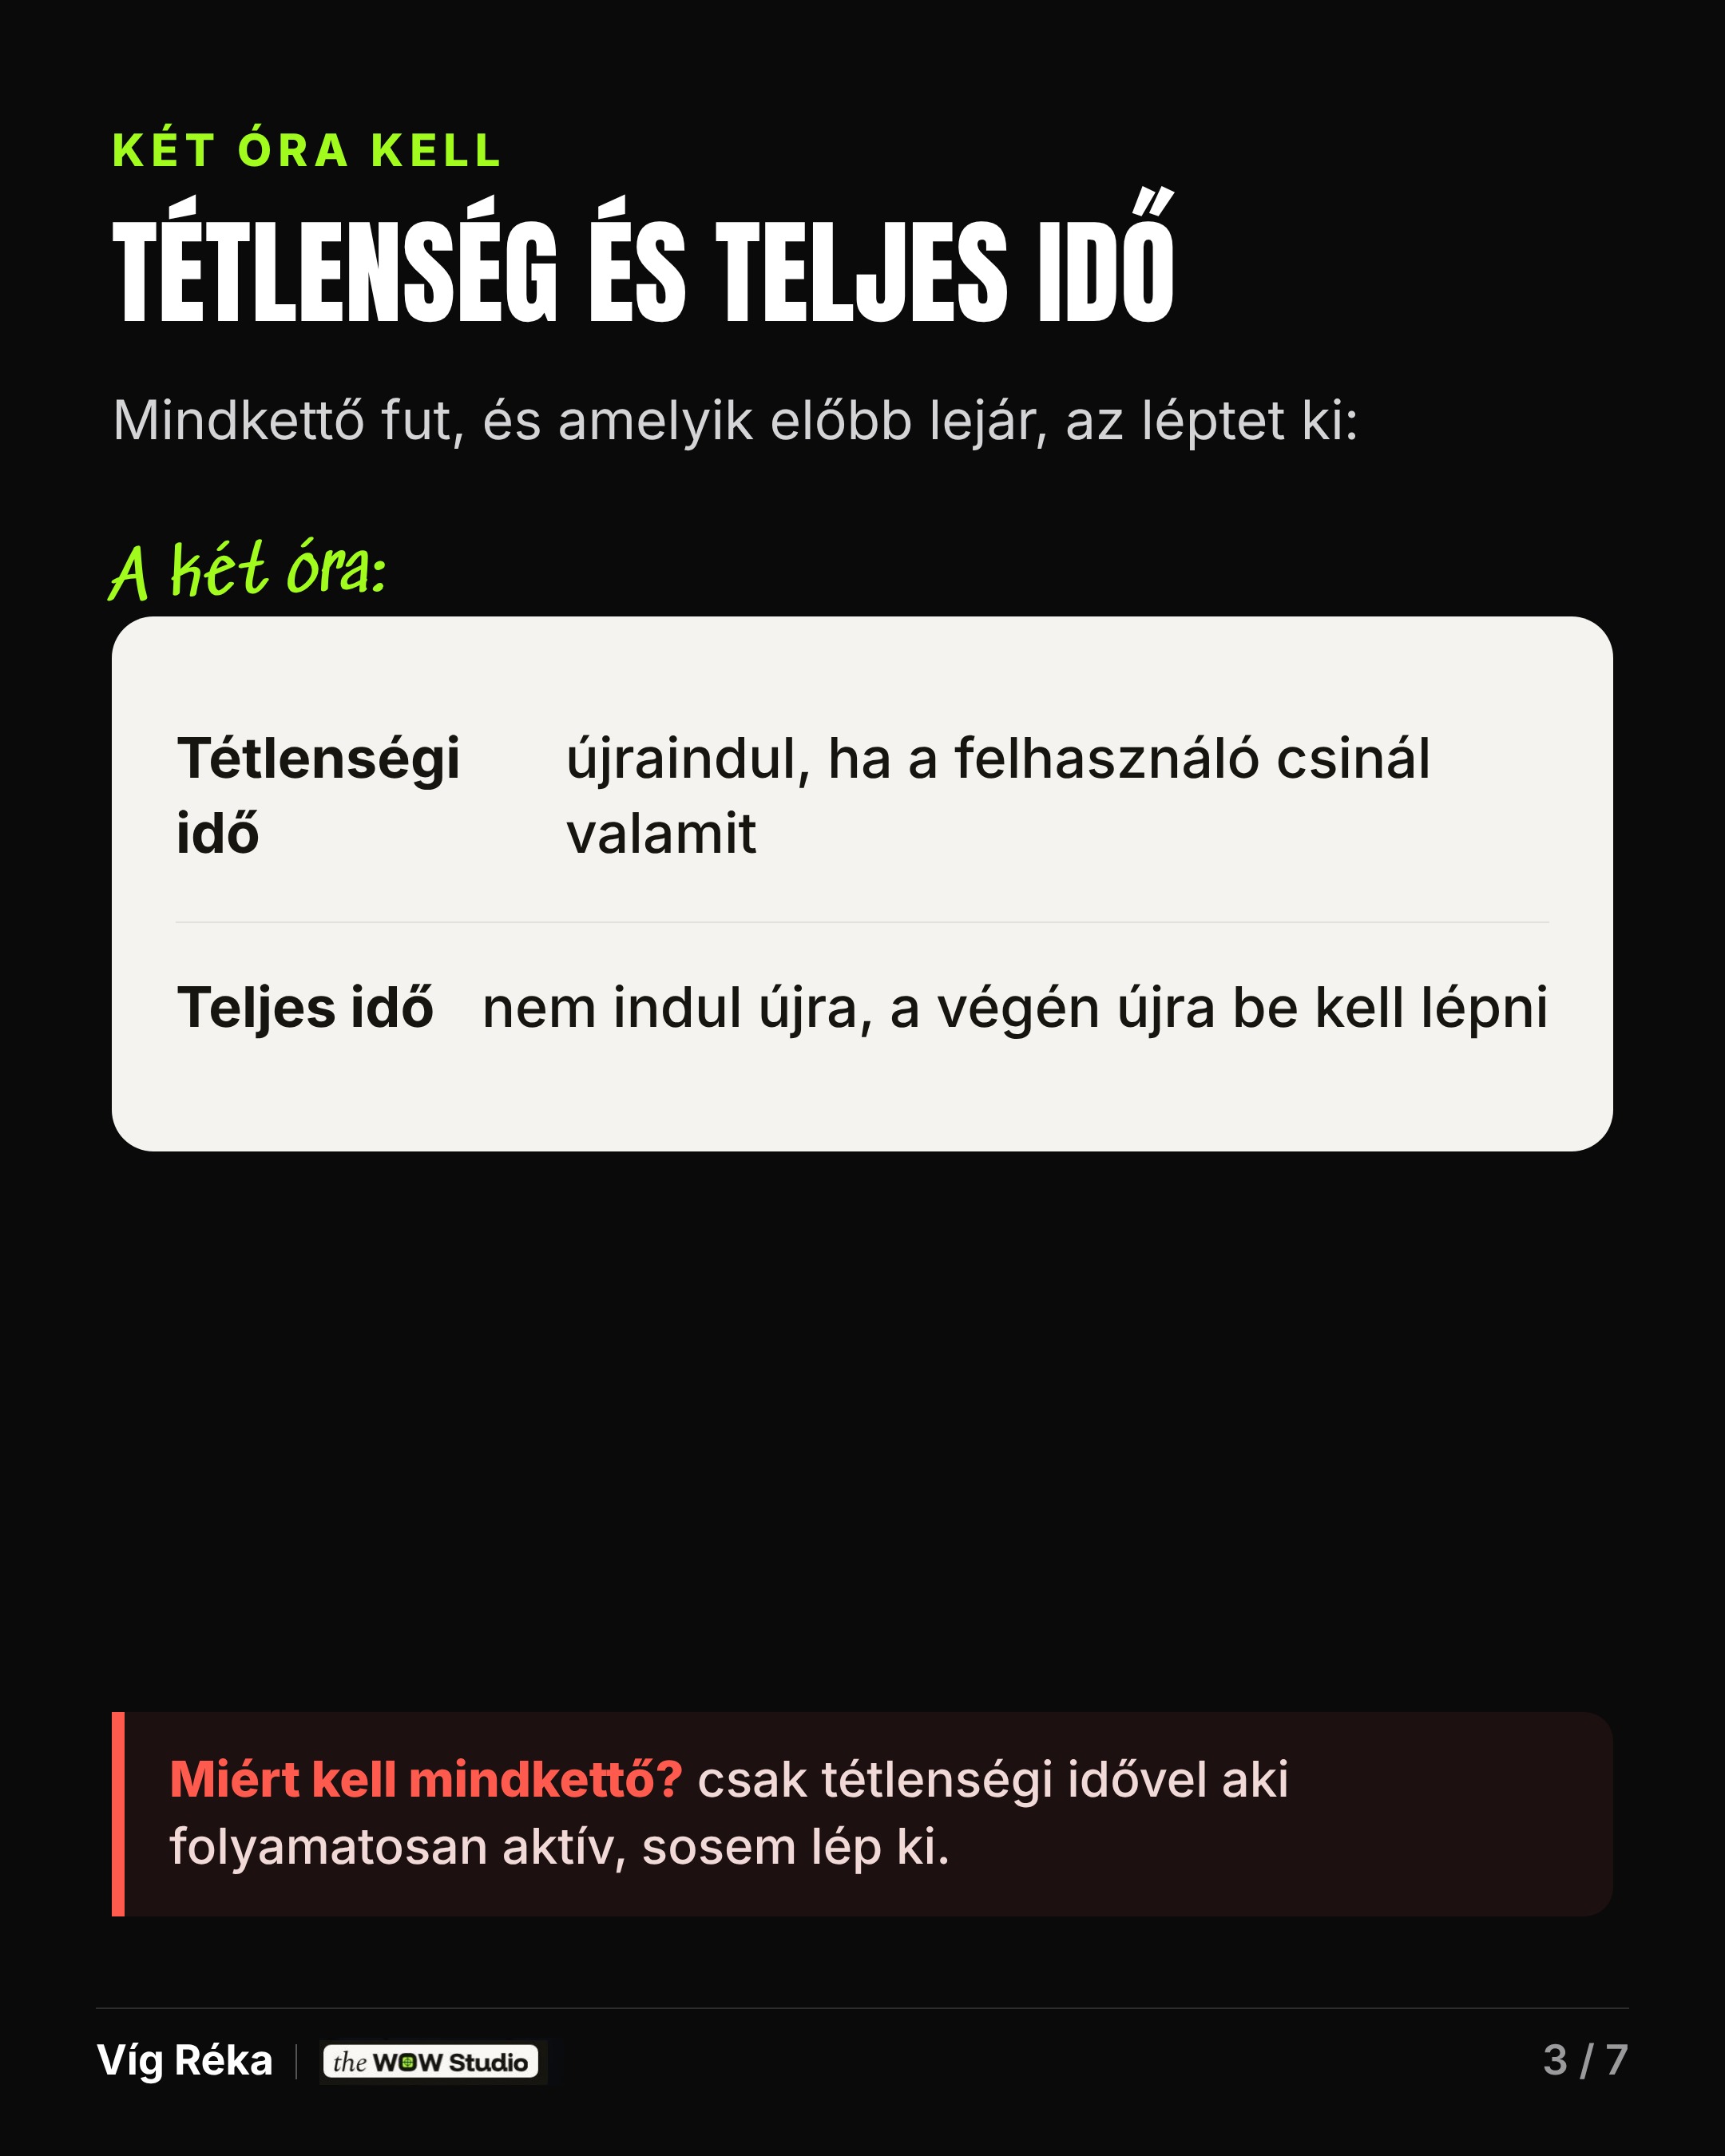 KÉT ÓRA KELL
TÉTLENSÉG ÉS TELJES IDŐ
Mindkettő fut, és amelyik előbb lejár, az léptet ki:
A két óra:
Tétlenségi idő
újraindul, ha a felhasználó csinál
valamit
Teljes idő nem indul újra, a végén újra be kell lépni
Miért kell mindkettő? csak tétlenségi idővel aki
folyamatosan aktív, sosem lép ki.
Víg Réka the WOW Studio 3 / 7